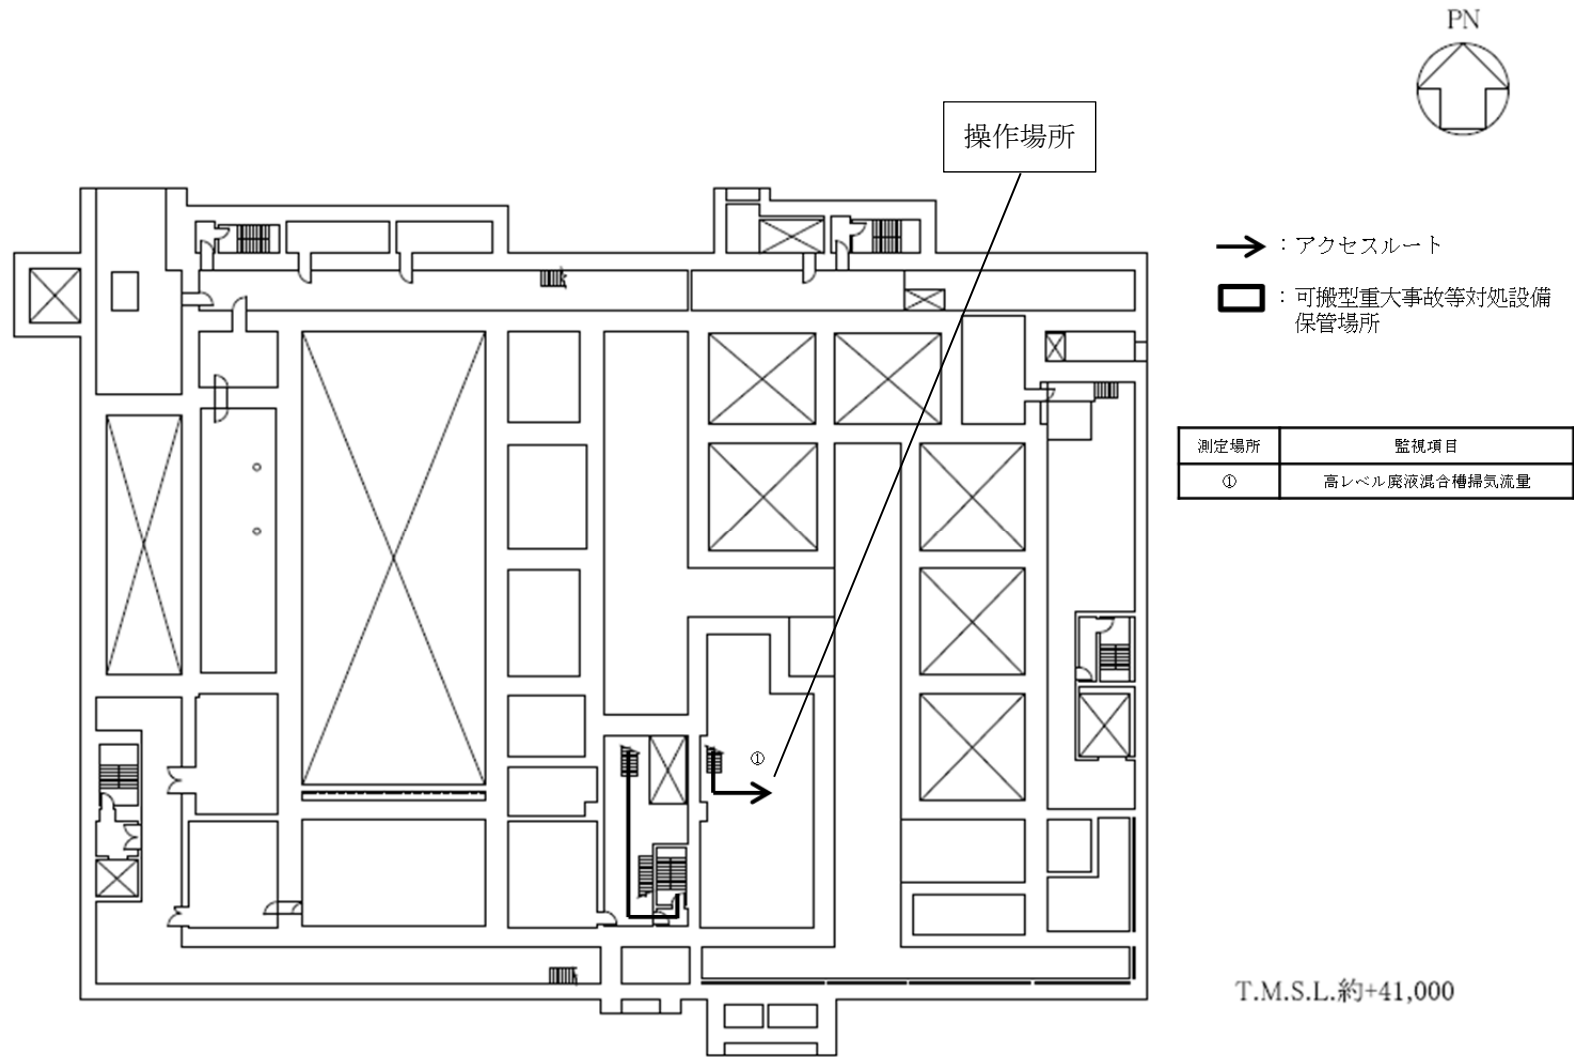 PN
操作場所
：アクセスルート
：可搬型重大事故等対処設備
保管場所
測定場所 監視項目
① 高レベル廃液混合槽掃気流量
①
T.M.S.L.約+41,000